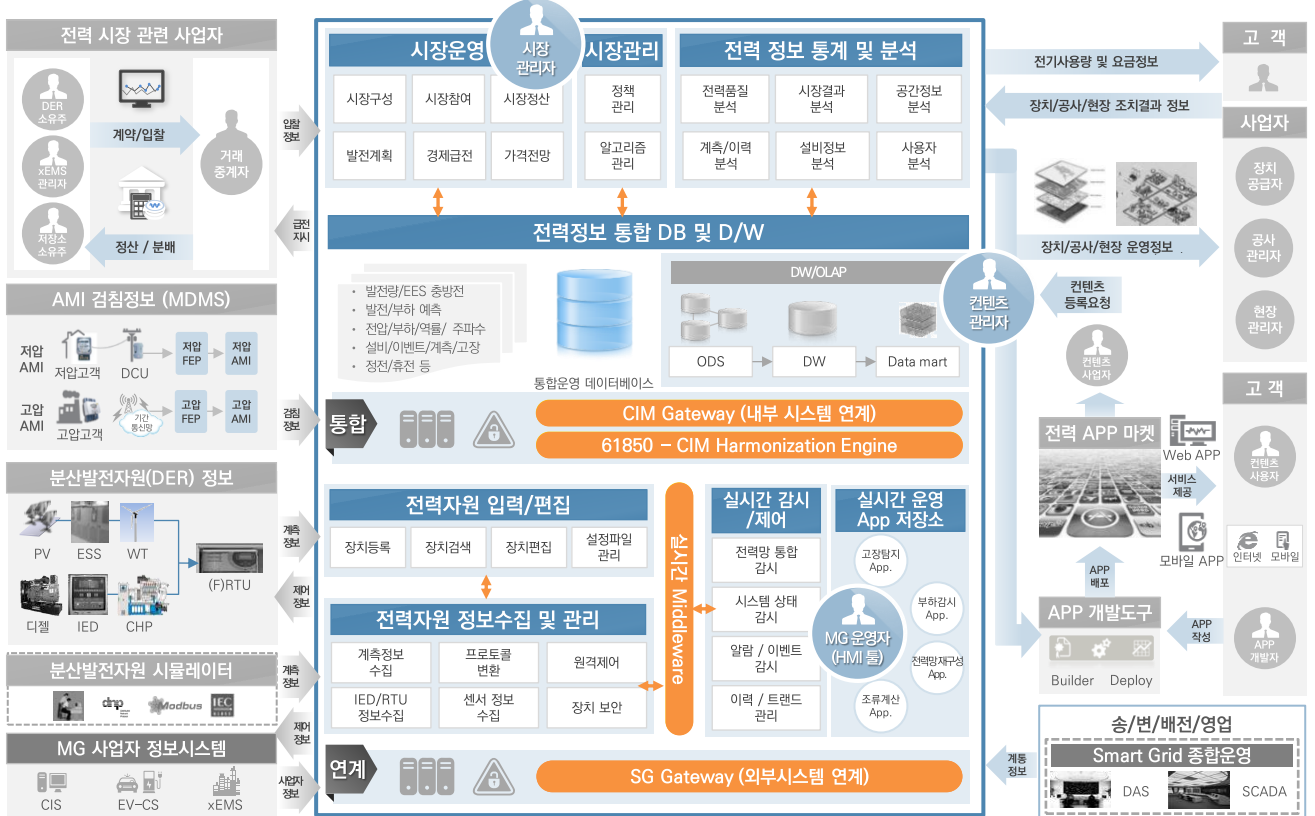 전력 시장 관련 사업자
DER
소유주
xEMS
관리자
저장소
소유주
계약/입찰
정산 / 분배
거래
중계자
입찰
정보
급전
지시
AMI 검침정보 (MDMS)
저압
AMI
저압고객
DCU
저압
FEP
저압
AMI
고압
AMI
고압고객
기간
통신망
고압
FEP
고압
AMI
검침
정보
분산발전자원(DER) 정보
PV
ESS
WT
(F)RTU
디젤
IED
CHP
계측
정보
제어
정보
분산발전자원 시뮬레이터
dnp
Modbus
IEC
계측
정보
제어
정보
MG 사업자 정보시스템
CIS
EV-CS
xEMS
사업자
정보
시장운영
시장
관리자
시장관리
전력 정보 통계 및 분석
시장구성
시장참여
시장정산
발전계획
경제급전
가격전망
정책
관리
알고리즘
관리
전력품질
분석
시장결과
분석
공간정보
분석
계측/이력
분석
설비정보
분석
사용자
분석
전력정보 통합 DB 및 D/W
• 발전량/EES 충방전
• 발전/부하 예측
• 전압/부하/역률/ 주파수
• 설비/이벤트/계측/고장
• 정전/휴전 등
통합운영 데이터베이스
DW/OLAP
ODS
DW
Data mart
컨텐츠
관리자
통합
CIM Gateway (내부 시스템 연계)
61850 – CIM Harmonization Engine
전력자원 입력/편집
장치등록
장치검색
장치편집
설정파일
관리
전력자원 정보수집 및 관리
계측정보
수집
프로토콜
변환
원격제어
IED/RTU
정보수집
센서 정보
수집
장치 보안
실시간 Middleware
실시간 감시
/제어
전력망 통합
감시
시스템 상태
감시
알람 / 이벤트
감시
이력 / 트랜드
관리
실시간 운영
App 저장소
고장탐지
App.
부하감시
App.
전력망재구성
App.
조류계산
App.
MG 운영자
(HMI 툴)
연계
SG Gateway (외부시스템 연계)
전기사용량 및 요금정보
장치/공사/현장 조치결과 정보
장치/공사/현장 운영정보 .
고 객
사업자
장치
공급자
공사
관리자
현장
관리자
컨텐츠
등록요청
컨텐츠
사업자
전력 APP 마켓
Web APP
서비스
제공
모바일 APP
고 객
컨텐츠
사용자
인터넷
모바일
APP
배포
APP 개발도구
Builder
Deploy
APP
작성
APP
개발자
계통
정보
송/변/배전/영업
Smart Grid 종합운영
DAS
SCADA